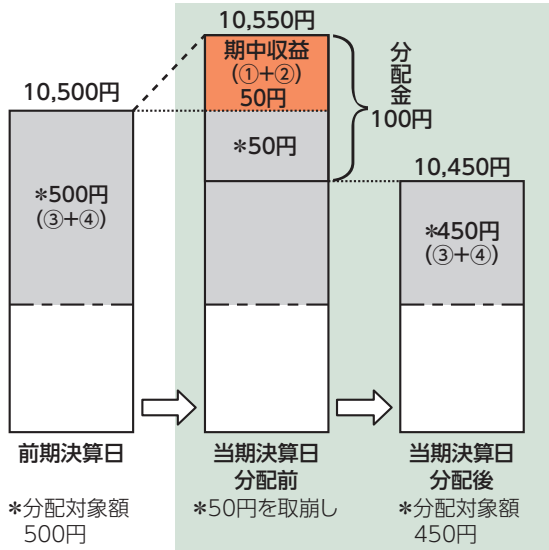 10,550円
期中収益
(①+②)
50円
分配金
100円
10,500円
*50円
10,450円
*500円
(③+④)
*450円
(③+④)
前期決算日
当期決算日
分配前
当期決算日
分配後
*分配対象額
500円
*50円を取崩し
*分配対象額
450円